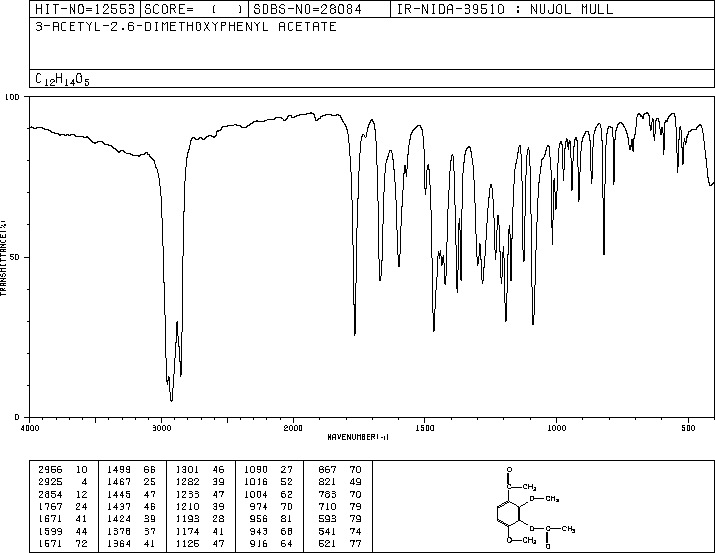 HIT-NO=12553 SCORE= ( ) SDBS-NO=28084 IR-NIDA-39510 : NUJOL MULL
3-ACETYL-2,6-DIMETHOXYPHENYL ACETATE
C12H14O5
100
50
0
TRANSMITTANCE(%)
4000 3000 2000 1500 1000 500
WAVENUMBER(-1)
2956 10 1499 66 1301 46 1090 27 867 70
2925 4 1467 25 1282 39 1016 52 821 49
2854 12 1445 47 1233 47 1004 62 783 70
1767 24 1437 46 1210 39 974 70 710 79
1671 41 1424 39 1193 28 956 81 593 79
1599 44 1378 37 1174 41 943 68 541 74
1571 72 1364 41 1125 47 916 64 521 77
O
C-CH3
O-CH3
O-C-CH3
O-CH3
O